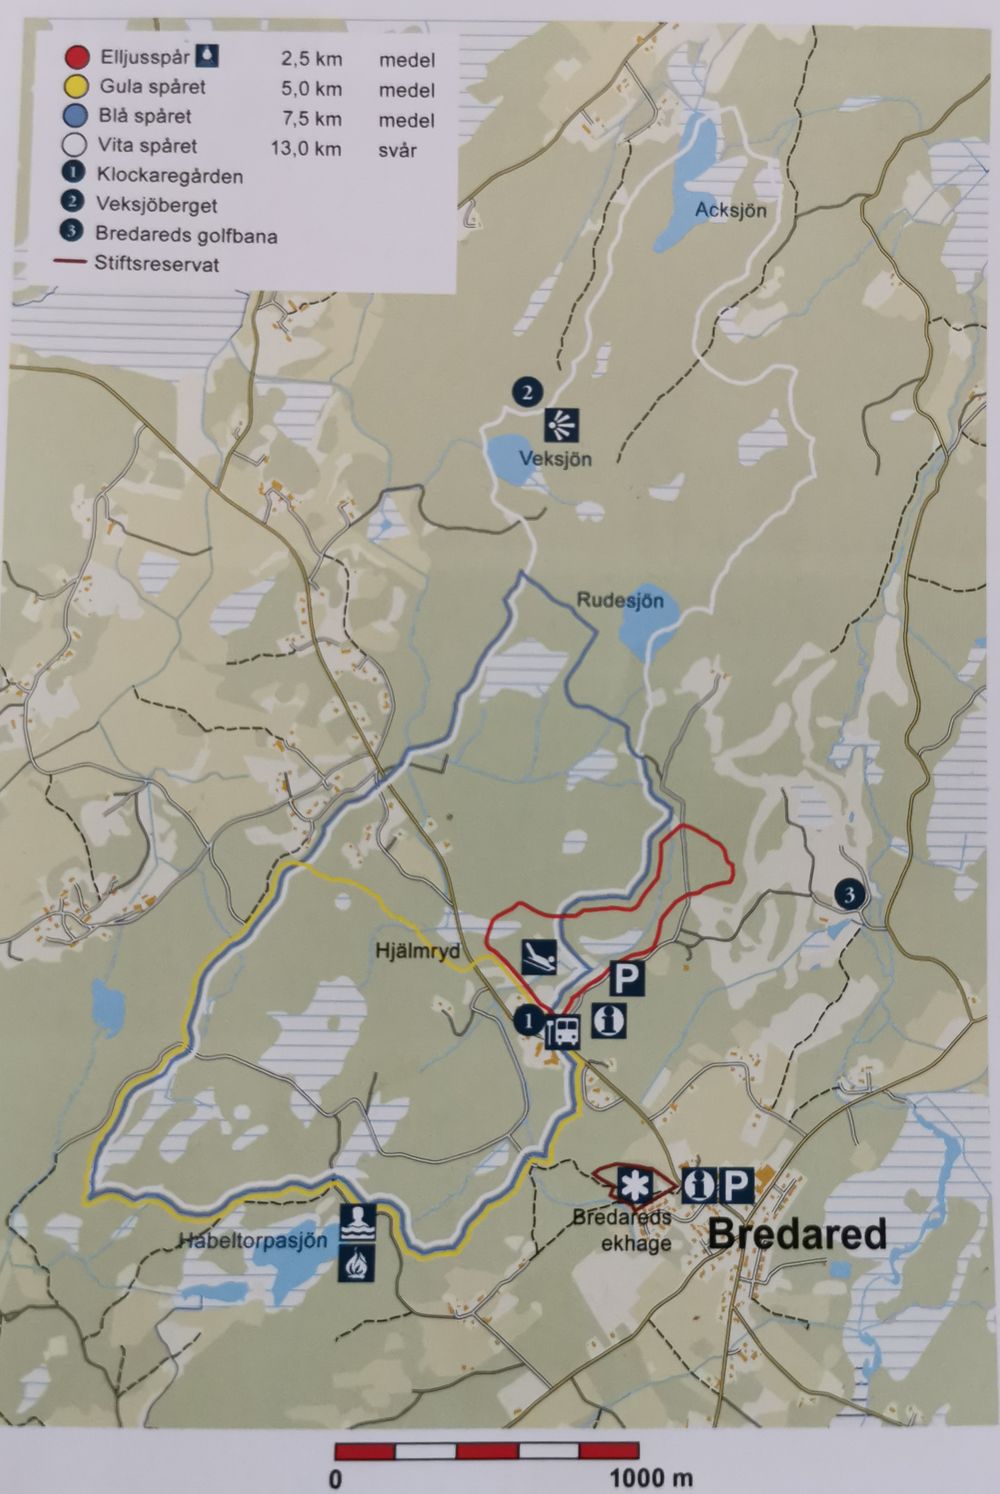 Elljusspår 2,5 km medel
Gula spåret 5,0 km medel
Blå spåret 7,5 km medel
Vita spåret 13,0 km svår
1 Klockaregården
2 Veksjöberget
3 Bredareds golfbana
Stiftsreservat
Acksjön
2
Veksjön
Rudesjön
3
Hjälmryd
P
1
i
i P
Bredareds
ekhage
Bredared
Habeltorpasjön
0 1000 m